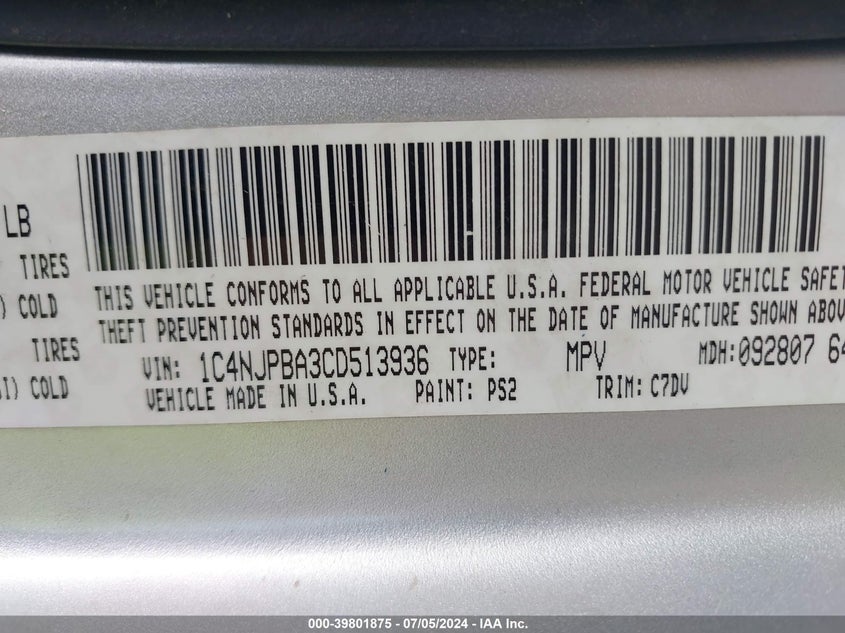 LB
TIRES
) COLD
TIRES
I) COLD
THIS VEHICLE CONFORMS TO ALL APPLICABLE U.S.A. FEDERAL MOTOR VEHICLE SAFET
THEFT PREVENTION STANDARDS IN EFFECT ON THE DATE OF MANUFACTURE SHOWN ABOV
VIN: 1C4NJPBA3CD513936 TYPE: MPV MDH:092807 64
VEHICLE MADE IN U.S.A. PAINT: PS2 TRIM: C7DV
000-39801875 - 07/05/2024 - IAA Inc.